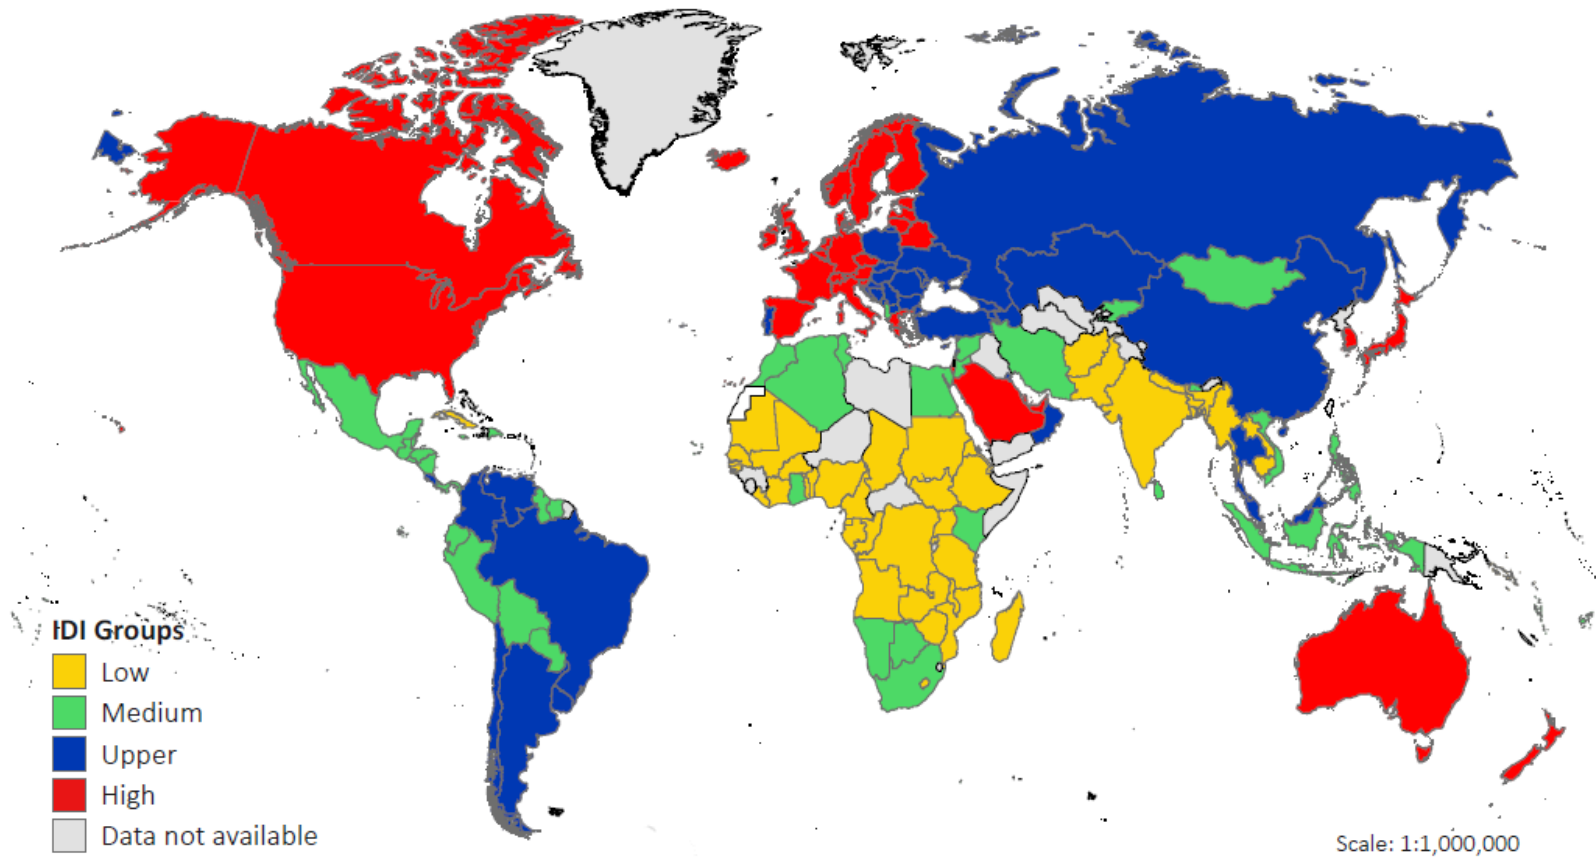 IDI Groups
Low
Medium
Upper
High
Data not available
Scale: 1:1,000,000